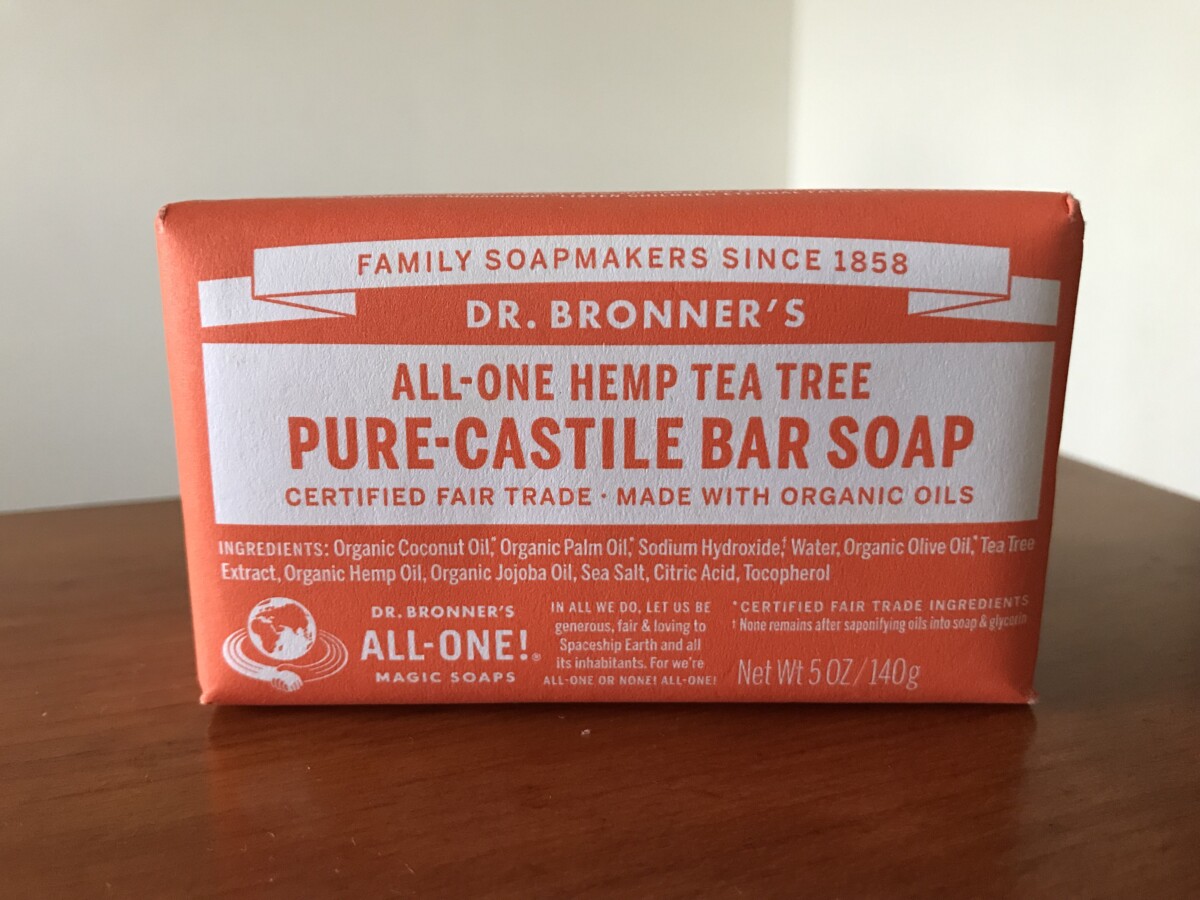 FAMILY SOAPMAKERS SINCE 1858
DR. BRONNER'S
ALL-ONE HEMP TEA TREE
PURE-CASTILE BAR SOAP
CERTIFIED FAIR TRADE · MADE WITH ORGANIC OILS
INGREDIENTS: Organic Coconut Oil,* Organic Palm Oil,* Sodium Hydroxide,† Water, Organic Olive Oil,* Tea Tree
Extract, Organic Hemp Oil, Organic Jojoba Oil, Sea Salt, Citric Acid, Tocopherol
DR. BRONNER'S
ALL-ONE!®
MAGIC SOAPS
IN ALL WE DO, LET US BE
generous, fair & loving to
Spaceship Earth and all
its inhabitants. For we're
ALL-ONE OR NONE! ALL-ONE!
*CERTIFIED FAIR TRADE INGREDIENTS
† None remains after saponifying oils into soap & glycerin
Net Wt 5 OZ/140g